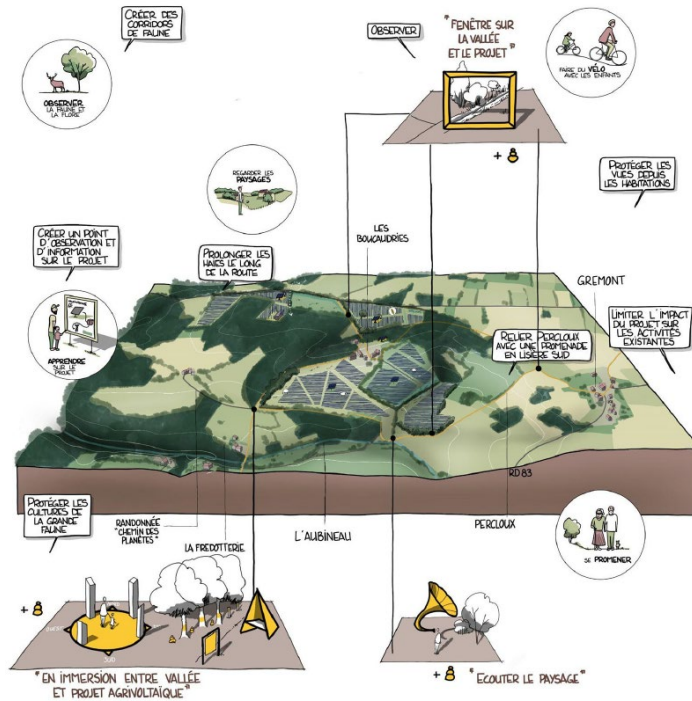 CRÉER DES
CORRIDORS
DE FAUNE
OBSERVER
LA FAUNE ET
LA FLORE
OBSERVER
"FENÊTRE SUR
LA VALLÉE
ET LE PROJET"
FAIRE DU VÉLO
AVEC LES ENFANTS
+
REGARDER LES
PAYSAGES
PROTÉGER LES
VUES DEPUIS
LES HABITATIONS
CRÉER UN POINT
D'OBSERVATION ET
D'INFORMATION
SUR LE PROJET
LES
BOUCAUDRIES
PROLONGER LES
HAIES LE LONG
DE LA ROUTE
GREMONT
APPRENDRE
SUR LE
PROJET
RELIER PERCLOUX
AVEC UNE PROMENADE
EN LISIÈRE SUD
LIMITER L'IMPACT
DU PROJET SUR
LES ACTIVITÉS
EXISTANTES
RD 83
PROTÉGER LES
CULTURES DE
LA GRANDE
FAUNE
RANDONNÉE
"CHEMIN DES
PLANÈTES"
LA FREDOTTERIE
L'AUBINEAU
PERCLOUX
SE PROMENER
+
SUD
"EN IMMERSION ENTRE VALLÉE
ET PROJET AGRIVOLTAÏQUE"
+
"ECOUTER LE PAYSAGE"